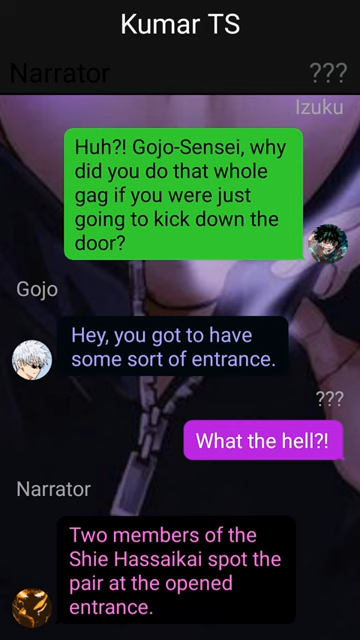 Kumar TS
Narrator
???
Izuku
Huh?! Gojo-Sensei, why
did you do that whole
gag if you were just
going to kick down the
door?
Gojo
Hey, you got to have
some sort of entrance.
???
What the hell?!
Narrator
Two members of the
Shie Hassaikai spot the
pair at the opened
entrance.